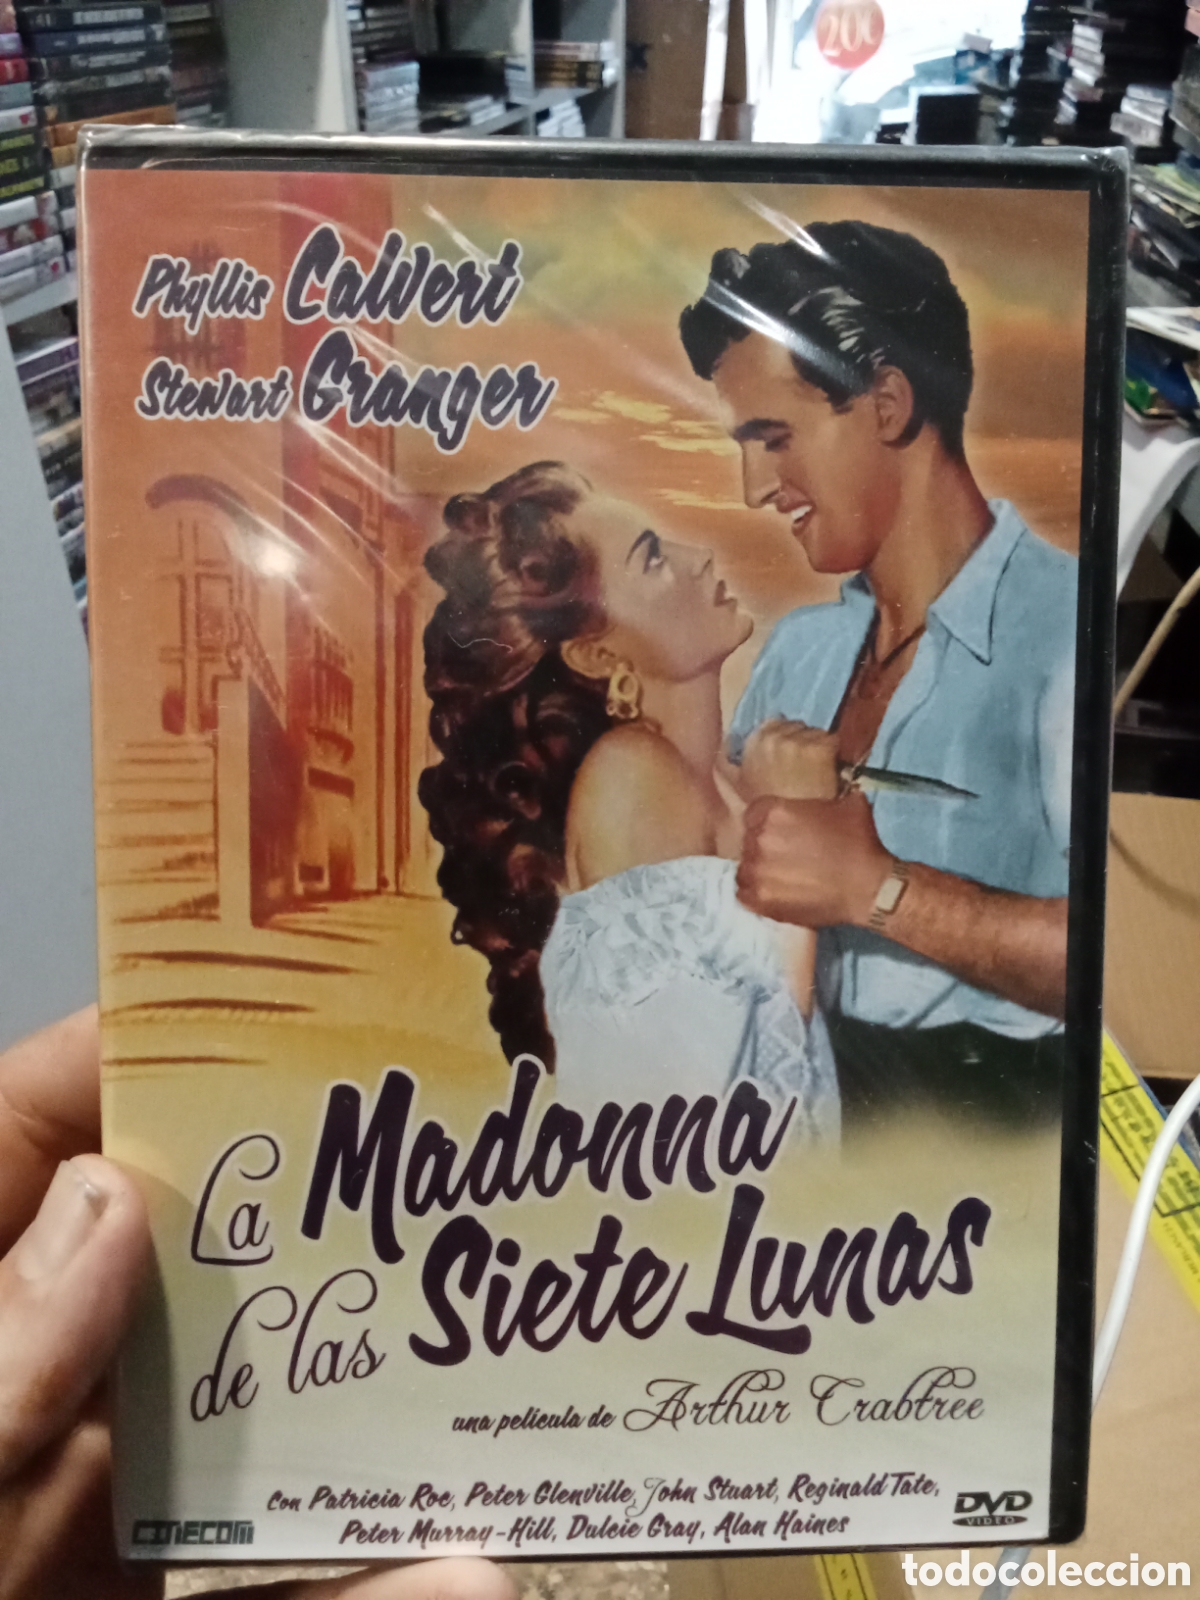 20€
Phyllis Calvert
Stewart Granger
La Madonna
de las Siete Lunas
una película de Arthur Crabtree
Con Patricia Roc, Peter Glenville, John Stuart, Reginald Tate,
Peter Murray-Hill, Dulcie Gray, Alan Haines
CINECOM
DVD
VIDEO
todocoleccion